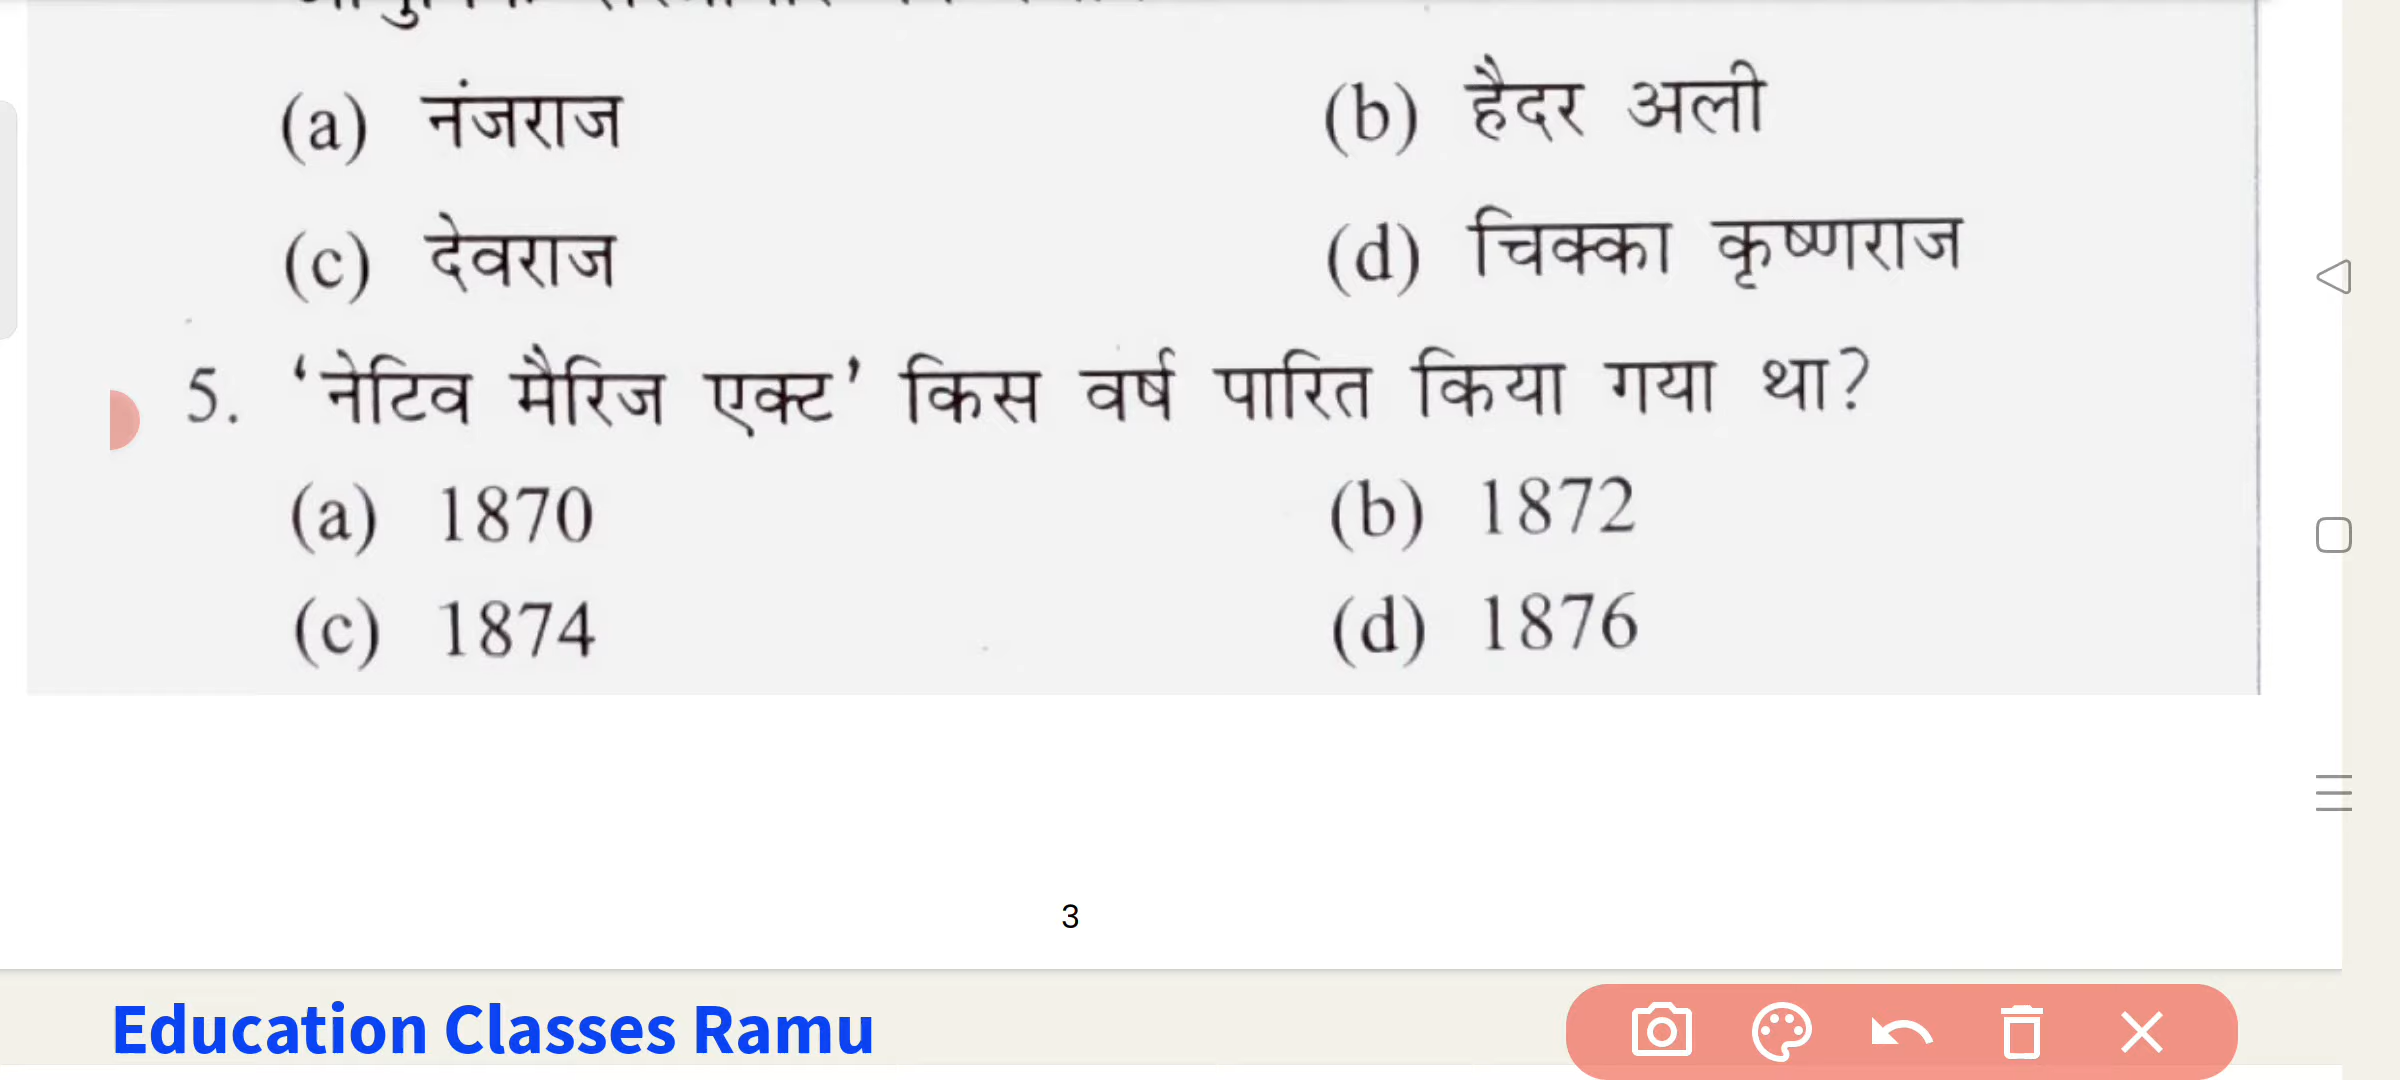 (a) नंजराज (b) हैदर अली
(c) देवराज (d) चिक्का कृष्णराज
5. ‘नेटिव मैरिज एक्ट’ किस वर्ष पारित किया गया था?
(a) 1870 (b) 1872
(c) 1874 (d) 1876
3
Education Classes Ramu